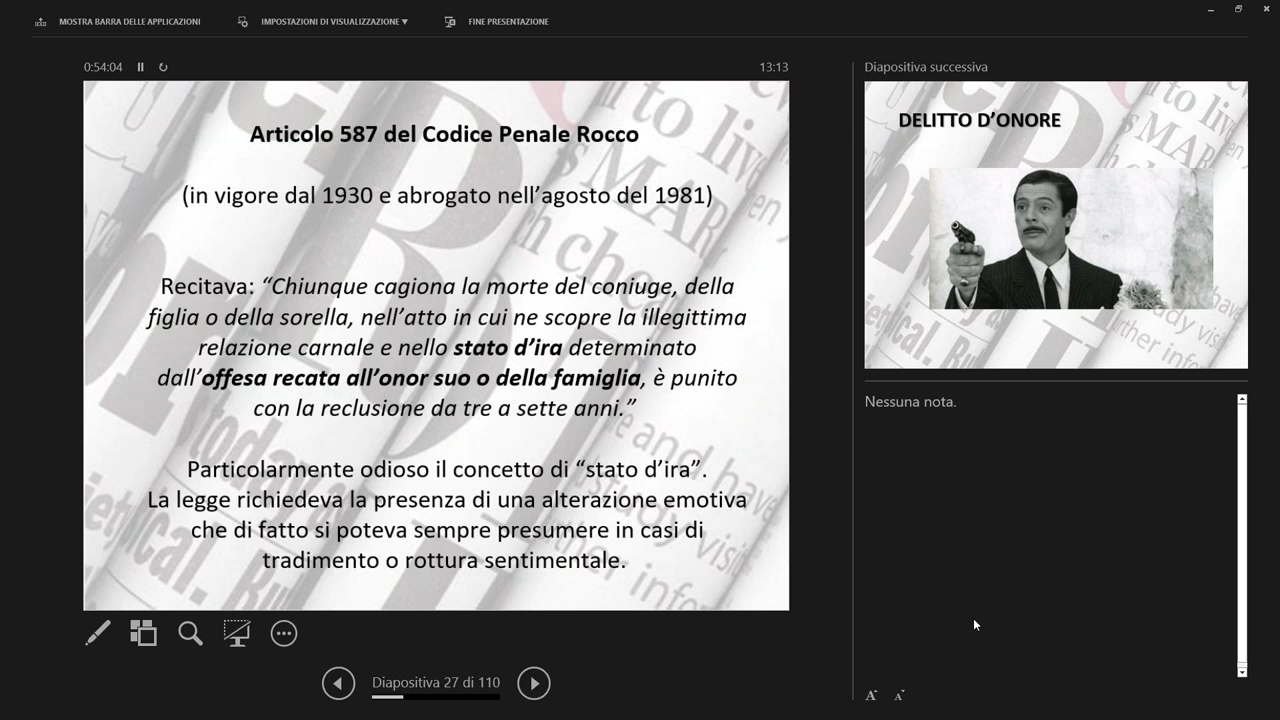 MOSTRA BARRA DELLE APPLICAZIONI
IMPOSTAZIONI DI VISUALIZZAZIONE ▼
FINE PRESENTAZIONE
0:54:04
13:13
Articolo 587 del Codice Penale Rocco
(in vigore dal 1930 e abrogato nell’agosto del 1981)
Recitava: “Chiunque cagiona la morte del coniuge, della
figlia o della sorella, nell’atto in cui ne scopre la illegittima
relazione carnale e nello stato d’ira determinato
dall’offesa recata all’onor suo o della famiglia, è punito
con la reclusione da tre a sette anni.”
Particolarmente odioso il concetto di “stato d’ira”.
La legge richiedeva la presenza di una alterazione emotiva
che di fatto si poteva sempre presumere in casi di
tradimento o rottura sentimentale.
Diapositiva 27 di 110
Diapositiva successiva
DELITTO D’ONORE
Nessuna nota.
A A